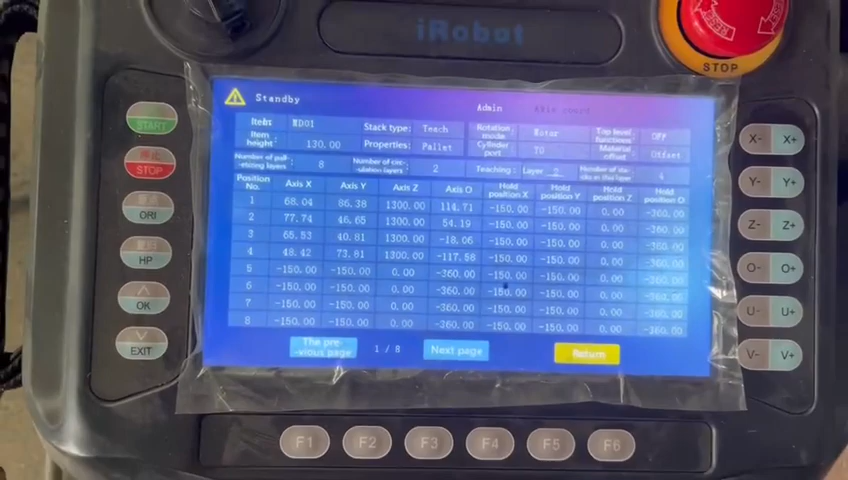 iRobot
STOP
Standby
Admin
Item: MD01 Stack type: Teach Rotation mode: Motor Top level functions: OFF
Item height: 130.00 Properties: Pallet Cylinder port: Material offset: Offset
Number of pall-etizing layers: 8 Number of circ-ulation layers: 2 Teaching: Layer 2 4
Position No. Axis X Axis Y Axis Z Axis O Hold position X Hold position Y Hold position Z Hold position O
1 68.04 86.38 1300.00 114.71 -150.00 -150.00 0.00 -360.00
2 77.74 46.65 1300.00 54.19 -150.00 -150.00 0.00 -360.00
3 65.53 40.81 1300.00 -18.06 -150.00 -150.00 0.00 -360.00
4 48.42 73.81 1300.00 -117.58 -150.00 -150.00 0.00 -360.00
5 -150.00 -150.00 0.00 -360.00 -150.00 -150.00 0.00 -360.00
6 -150.00 -150.00 0.00 -360.00 -150.00 -150.00 0.00 -360.00
7 -150.00 -150.00 0.00 -360.00 -150.00 -150.00 0.00 -360.00
8 -150.00 -150.00 0.00 -360.00 -150.00 -150.00 0.00 -360.00
The pre-vious page 1 / 8 Next page Return
START
停止
STOP
ORI
HP
OK
EXIT
X- X+
Y- Y+
Z- Z+
O- O+
U- U+
V- V+
F1 F2 F3 F4 F5 F6